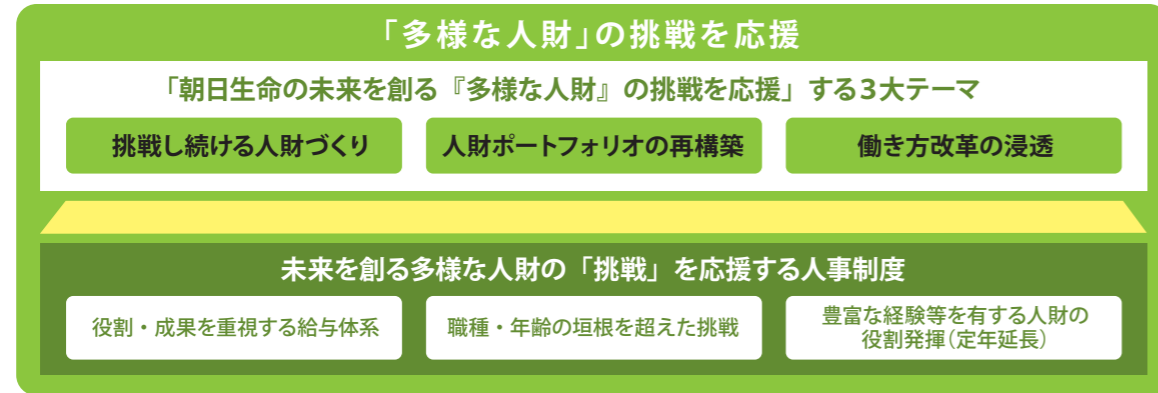 「多様な人財」の挑戦を応援
「朝日生命の未来を創る『多様な人財』の挑戦を応援」する3大テーマ
挑戦し続ける人財づくり
人財ポートフォリオの再構築
働き方改革の浸透
未来を創る多様な人財の「挑戦」を応援する人事制度
役割・成果を重視する給与体系
職種・年齢の垣根を超えた挑戦
豊富な経験等を有する人財の
役割発揮(定年延長)